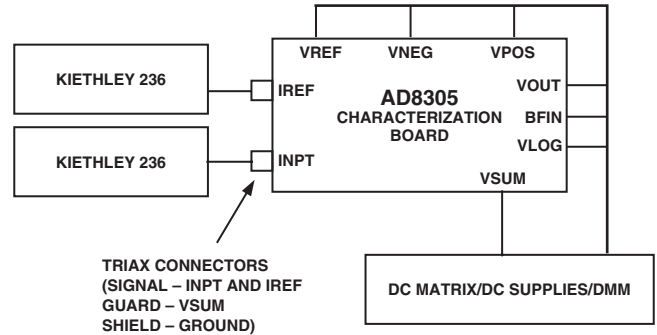 VREF VNEG VPOS
KIETHLEY 236
IREF
AD8305
CHARACTERIZATION
BOARD
VOUT
BFIN
VLOG
KIETHLEY 236
INPT
VSUM
TRIAX CONNECTORS
(SIGNAL – INPT AND IREF
GUARD – VSUM
SHIELD – GROUND)
DC MATRIX/DC SUPPLIES/DMM